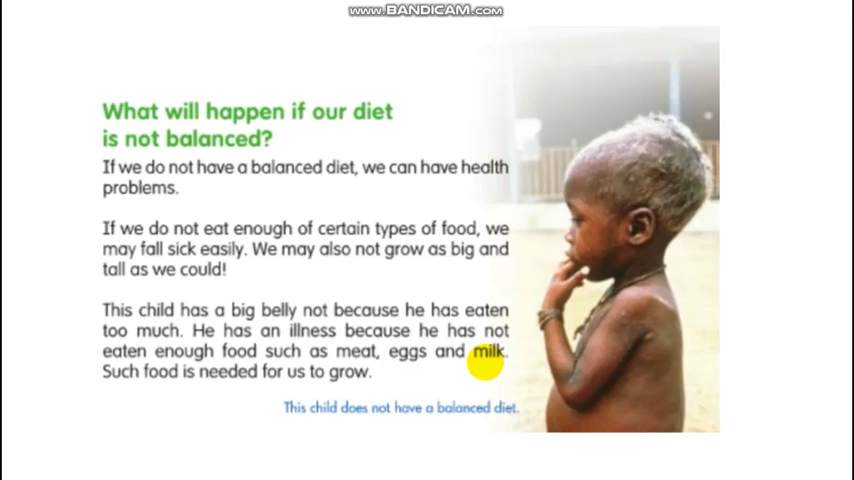 www.BANDICAM.com
What will happen if our diet
is not balanced?
If we do not have a balanced diet, we can have health
problems.
If we do not eat enough of certain types of food, we
may fall sick easily. We may also not grow as big and
tall as we could!
This child has a big belly not because he has eaten
too much. He has an illness because he has not
eaten enough food such as meat, eggs and milk.
Such food is needed for us to grow.
This child does not have a balanced diet.